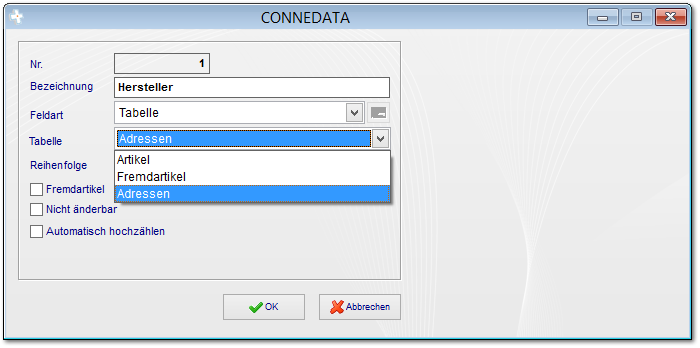 CONNEDATA
Nr. 1
Bezeichnung Hersteller
Feldart Tabelle
Tabelle Adressen
Artikel
Reihenfolge
Fremdartikel
Fremdartikel
Adressen
Nicht änderbar
Automatisch hochzählen
OK Abbrechen